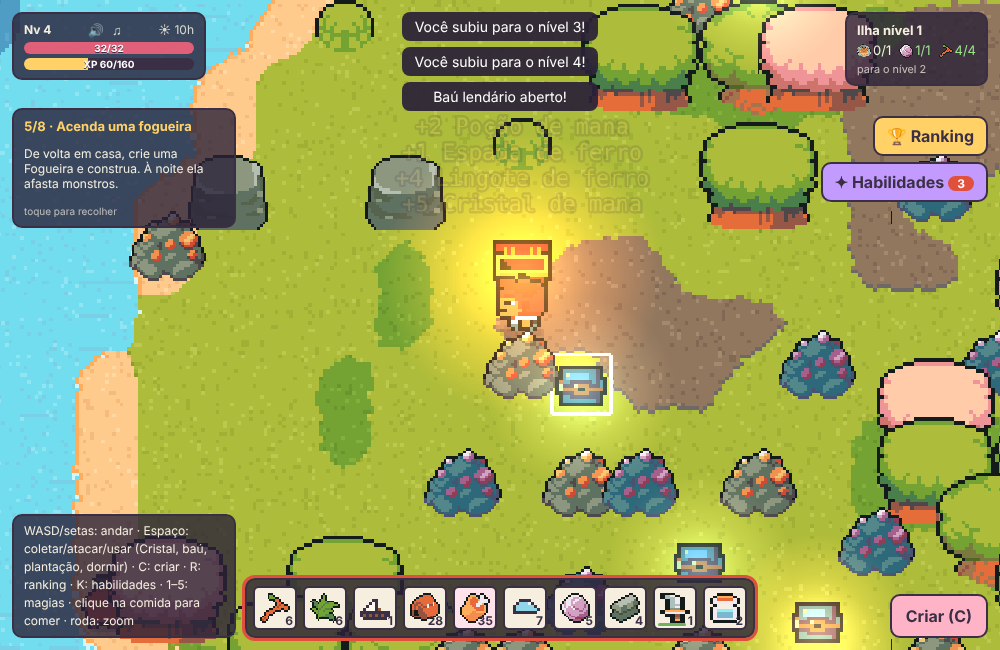 Nv 4
10h
32/32
XP 60/160
5/8 · Acenda uma fogueira
De volta em casa, crie uma
Fogueira e construa. À noite ela
afasta monstros.
toque para recolher
Você subiu para o nível 3!
Você subiu para o nível 4!
Baú lendário aberto!
+2 Poção de mana
+1 Espada de ferro
+4 Lingote de ferro
+5 Cristal de mana
Ilha nível 1
0/1 1/1 4/4
para o nível 2
Ranking
Habilidades 3
WASD/setas: andar · Espaço:
coletar/atacar/usar (Cristal, baú,
plantação, dormir) · C: criar · R:
ranking · K: habilidades · 1–5:
magias · clique na comida para
comer · roda: zoom
6 6 28 35 7 5 4 1 2
Criar (C)